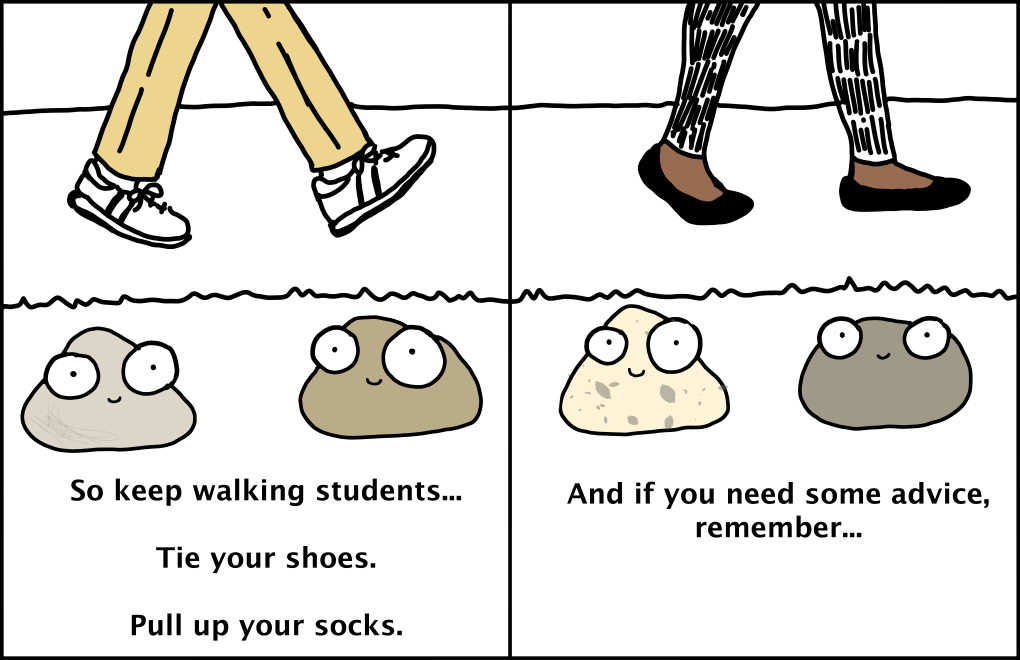 So keep walking students...
Tie your shoes.
Pull up your socks.
And if you need some advice,
remember...